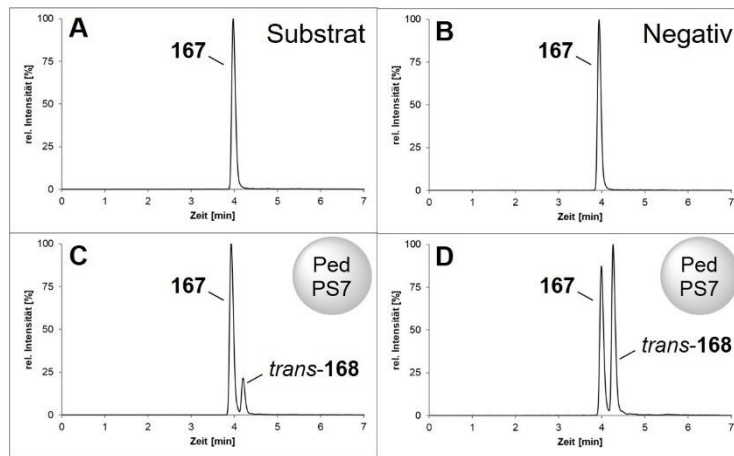 A
Substrat
167
rel. Intensität [%]
100
75
50
25
0
0 1 2 3 4 5 6 7
Zeit [min]
B
Negativ
167
rel. Intensität [%]
100
75
50
25
0
0 1 2 3 4 5 6 7
Zeit [min]
C
Ped
PS7
167
trans-168
rel. Intensität [%]
100
75
50
25
0
0 1 2 3 4 5 6 7
Zeit [min]
D
Ped
PS7
167
trans-168
rel. Intensität [%]
100
75
50
25
0
0 1 2 3 4 5 6 7
Zeit [min]